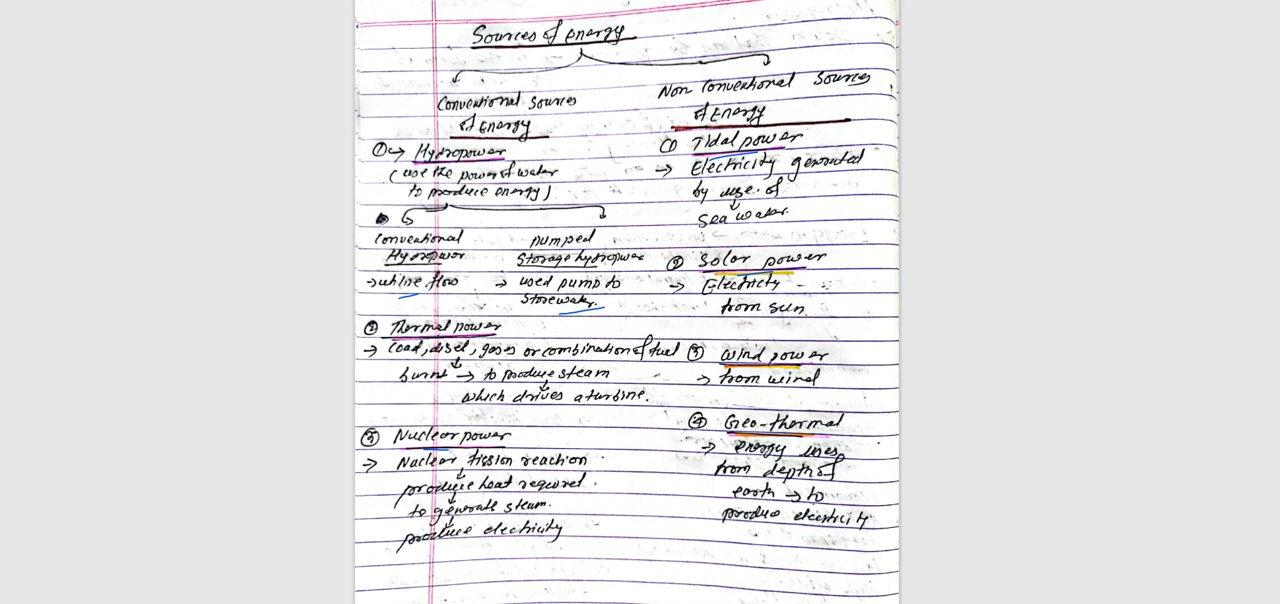 Sources of energy
Conventional Sources
of Energy
① → Hydropower
(use the power of water
to produce energy)
Conventional
Hydropower
→ utilise flow
pumped
Storage hydropower
→ used pump to
Store water.
② Thermal power
→ Coad, disel, gases or combination of fuel
burnt → to produce steam
which drives a turbine.
③ Nuclear power
→ Nuclear fission reaction
produce heat requrel.
to generate steam.
produce electricity
Non Conventional Sources
of Energy
① Tidal power
→ Electricity generated
by use of
Sea water.
② Solar power
→ Electricty
from sun.
③ Wind power
→ from wind
④ Geo-thermal
→ energy uses
from depth of
earth → to
produce electricity